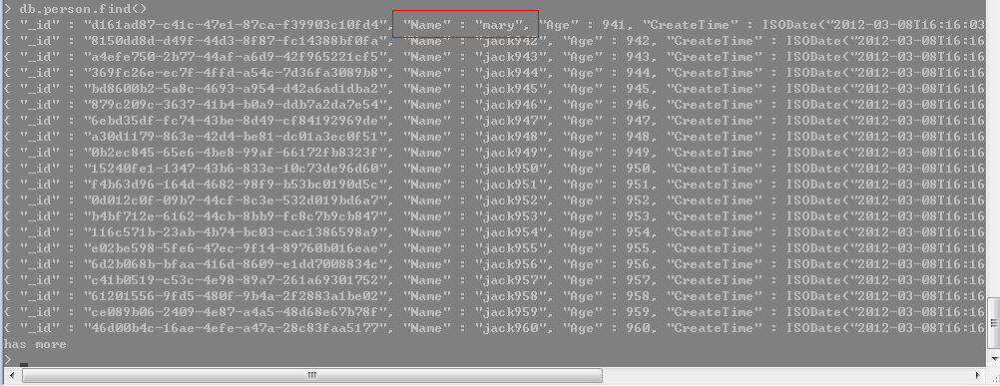 > db.person.find()
{ "_id" : "d161ad87-c41c-47e1-87ca-f39903c10fd4", "Name" : "mary", "Age" : 941, "CreateTime" : ISODate("2012-03-08T16:16:03
{ "_id" : "8150dd8d-d49f-44d3-8f87-fc14388bf0fa", "Name" : "jack942", "Age" : 942, "CreateTime" : ISODate("2012-03-08T16:16
{ "_id" : "a4efe750-2b77-44af-a6d9-42f965221cf5", "Name" : "jack943", "Age" : 943, "CreateTime" : ISODate("2012-03-08T16:16
{ "_id" : "369fc26e-ec7f-4ffd-a54c-7d36fa3089b8", "Name" : "jack944", "Age" : 944, "CreateTime" : ISODate("2012-03-08T16:16
{ "_id" : "bd8600b2-5a8c-4693-a954-d42a6ad1dba2", "Name" : "jack945", "Age" : 945, "CreateTime" : ISODate("2012-03-08T16:16
{ "_id" : "879c209c-3637-41b4-b0a9-ddb7a2da7e54", "Name" : "jack946", "Age" : 946, "CreateTime" : ISODate("2012-03-08T16:16
{ "_id" : "6ebd35df-fc74-43be-8d49-cf84192969de", "Name" : "jack947", "Age" : 947, "CreateTime" : ISODate("2012-03-08T16:16
{ "_id" : "a30d1179-863e-42d4-be81-dc01a3ec0f51", "Name" : "jack948", "Age" : 948, "CreateTime" : ISODate("2012-03-08T16:16
{ "_id" : "0b2ec845-65e6-4be8-99af-66172fb8323f", "Name" : "jack949", "Age" : 949, "CreateTime" : ISODate("2012-03-08T16:16
{ "_id" : "15240fe1-1347-43b6-833e-10c73de96d60", "Name" : "jack950", "Age" : 950, "CreateTime" : ISODate("2012-03-08T16:16
{ "_id" : "f4b63d96-164d-4682-98f9-b53bc0190d5c", "Name" : "jack951", "Age" : 951, "CreateTime" : ISODate("2012-03-08T16:16
{ "_id" : "0d012c0f-09b7-44cf-8c3e-532d019bd6a7", "Name" : "jack952", "Age" : 952, "CreateTime" : ISODate("2012-03-08T16:16
{ "_id" : "b4bf712e-6162-44cb-8bb9-fc8c7b9cb847", "Name" : "jack953", "Age" : 953, "CreateTime" : ISODate("2012-03-08T16:16
{ "_id" : "116c571b-23ab-4b74-bc03-cac1386598a9", "Name" : "jack954", "Age" : 954, "CreateTime" : ISODate("2012-03-08T16:16
{ "_id" : "e02be598-5fe6-47ec-9f14-89760b016eae", "Name" : "jack955", "Age" : 955, "CreateTime" : ISODate("2012-03-08T16:16
{ "_id" : "6d2b068b-bfaa-416d-8609-e1dd7008834c", "Name" : "jack956", "Age" : 956, "CreateTime" : ISODate("2012-03-08T16:16
{ "_id" : "c41b0519-c53c-4e98-89a7-261a69301752", "Name" : "jack957", "Age" : 957, "CreateTime" : ISODate("2012-03-08T16:16
{ "_id" : "61201556-9fd5-480f-9b4a-2f2883a1be02", "Name" : "jack958", "Age" : 958, "CreateTime" : ISODate("2012-03-08T16:16
{ "_id" : "ce089b06-2409-4e87-a4a5-48d68e67b78f", "Name" : "jack959", "Age" : 959, "CreateTime" : ISODate("2012-03-08T16:16
{ "_id" : "46d00b4c-16ae-4efe-a47a-28c83faa5177", "Name" : "jack960", "Age" : 960, "CreateTime" : ISODate("2012-03-08T16:16
has more
>